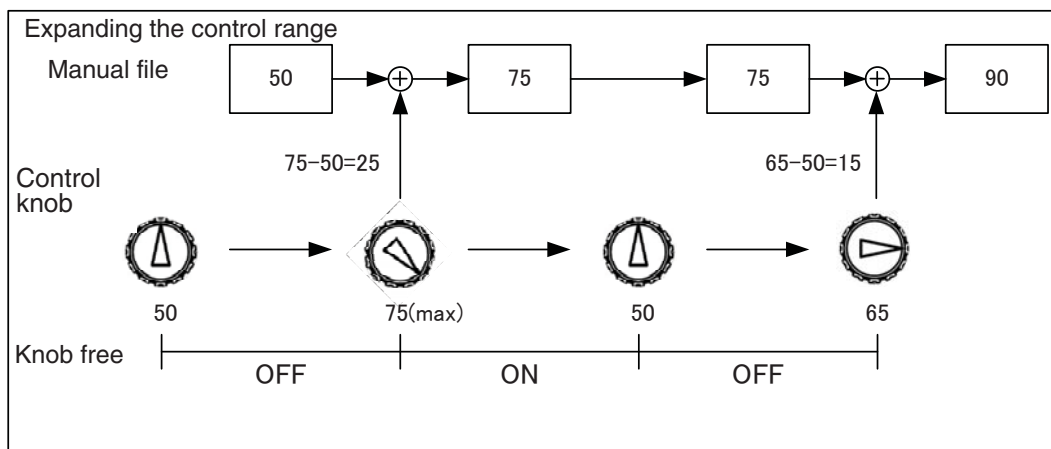 Expanding the control range
Manual file
50
75
75
90
75-50=25
65-50=15
Control
knob
50
75(max)
50
65
Knob free
OFF
ON
OFF